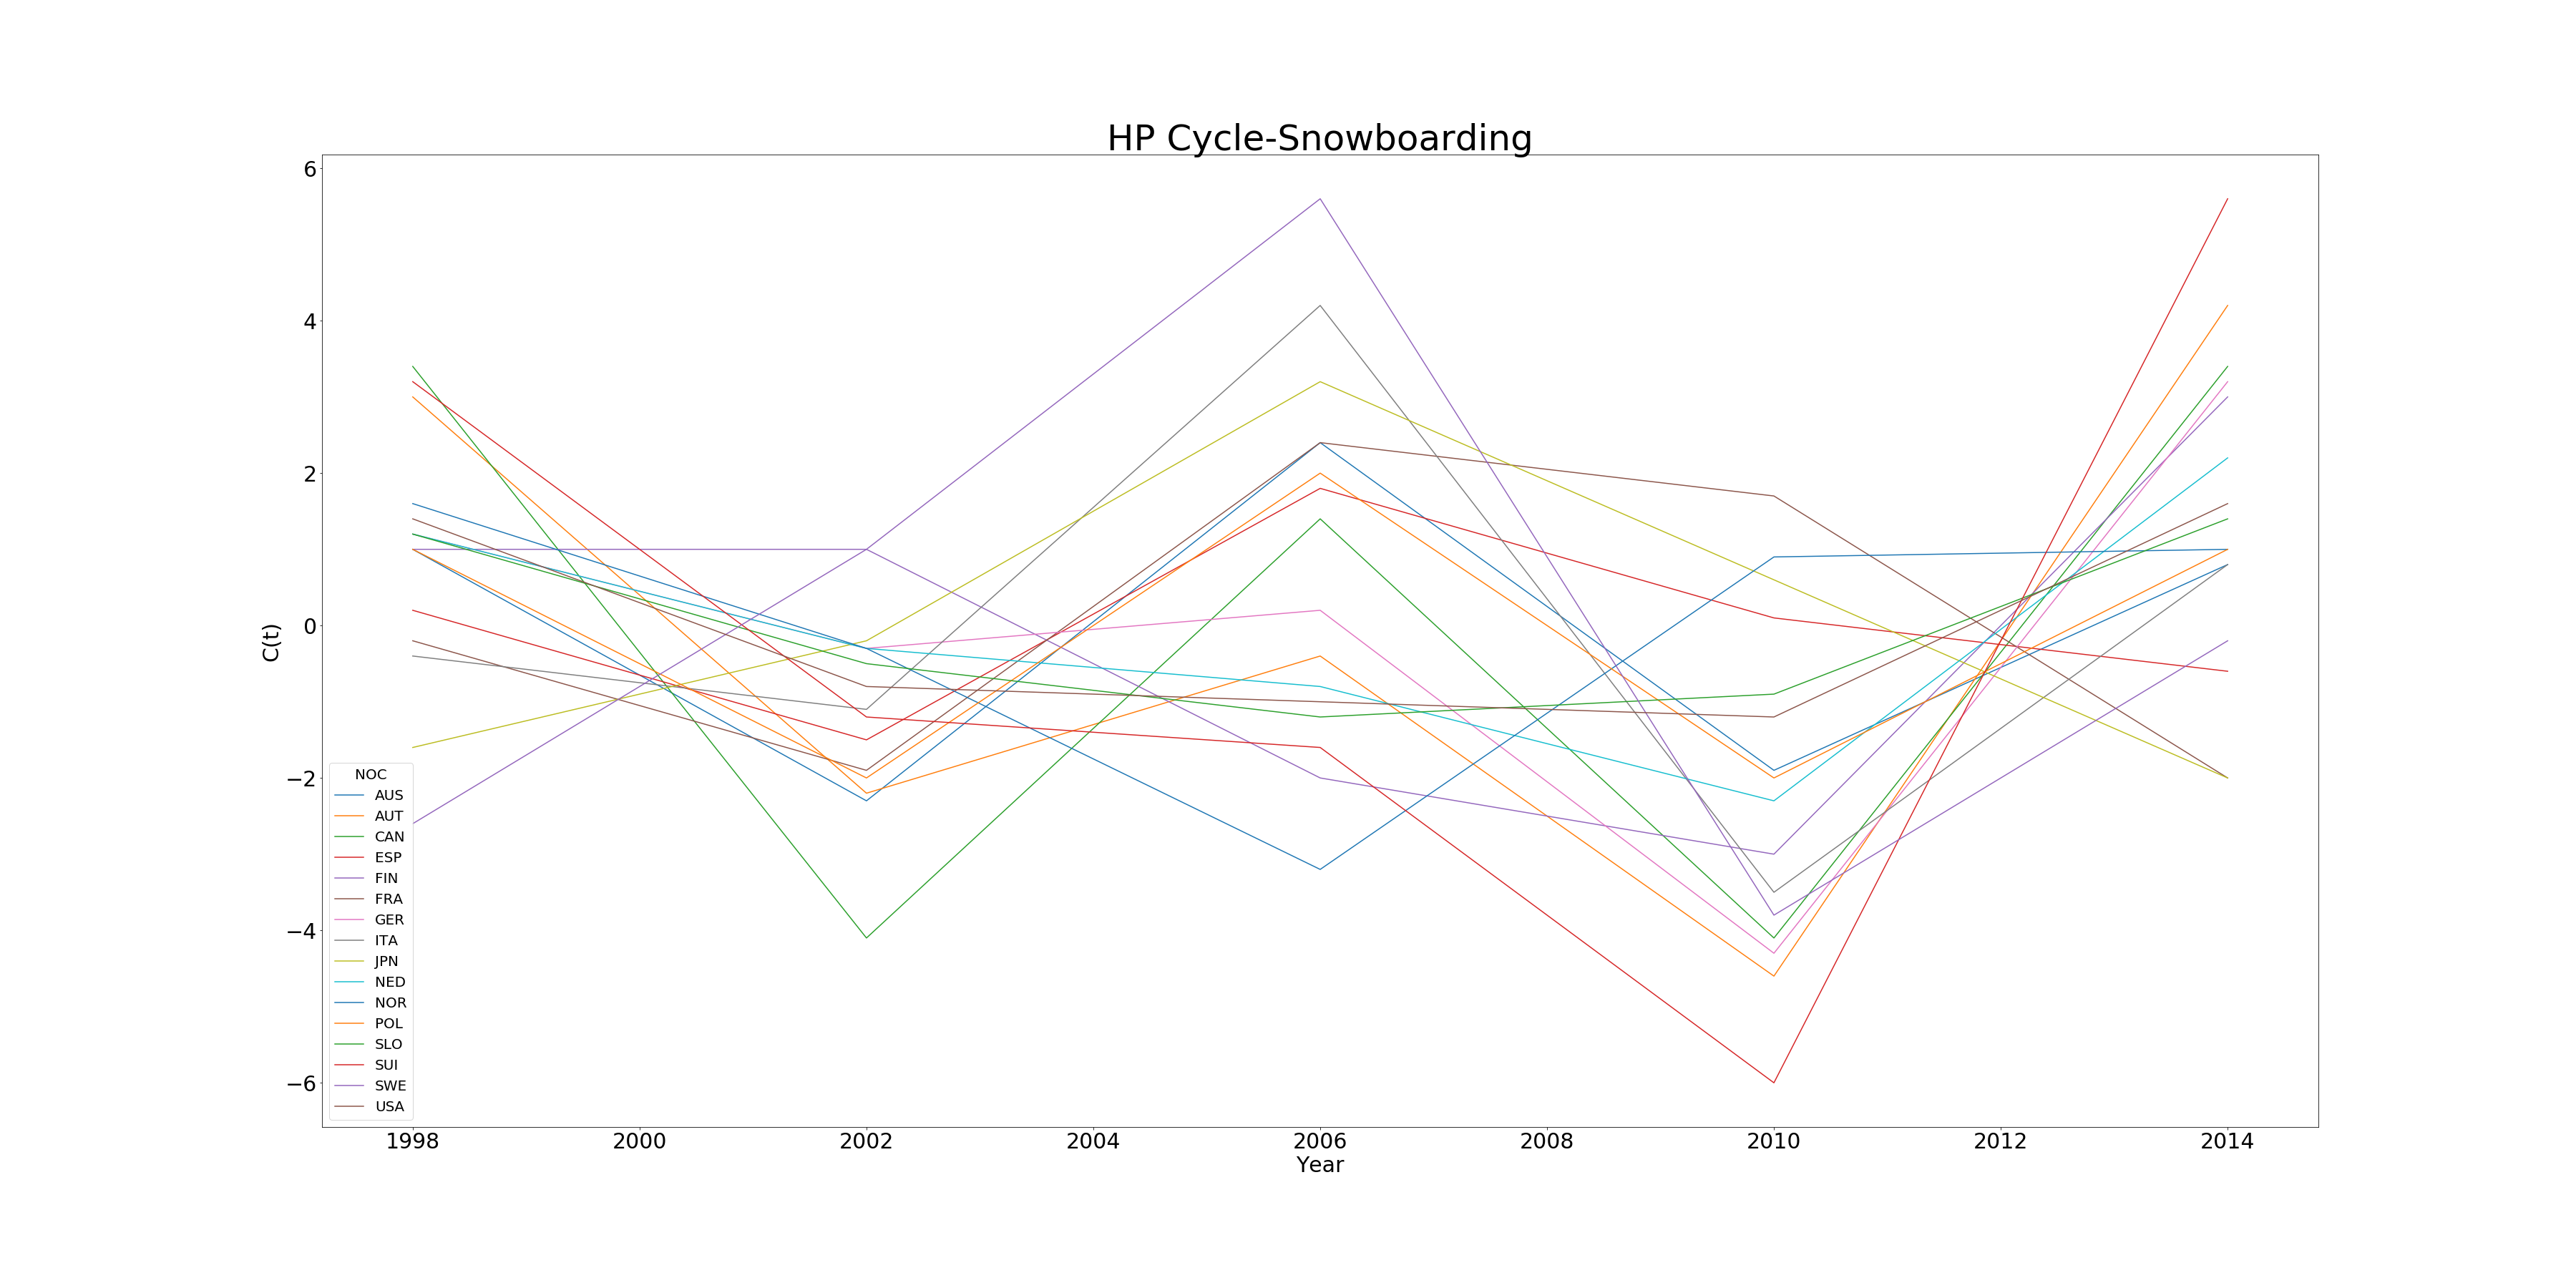 HP Cycle-Snowboarding
6
4
2
0
−2
−4
−6
C(t)
NOC
AUS
AUT
CAN
ESP
FIN
FRA
GER
ITA
JPN
NED
NOR
POL
SLO
SUI
SWE
USA
1998 2000 2002 2004 2006 2008 2010 2012 2014
Year